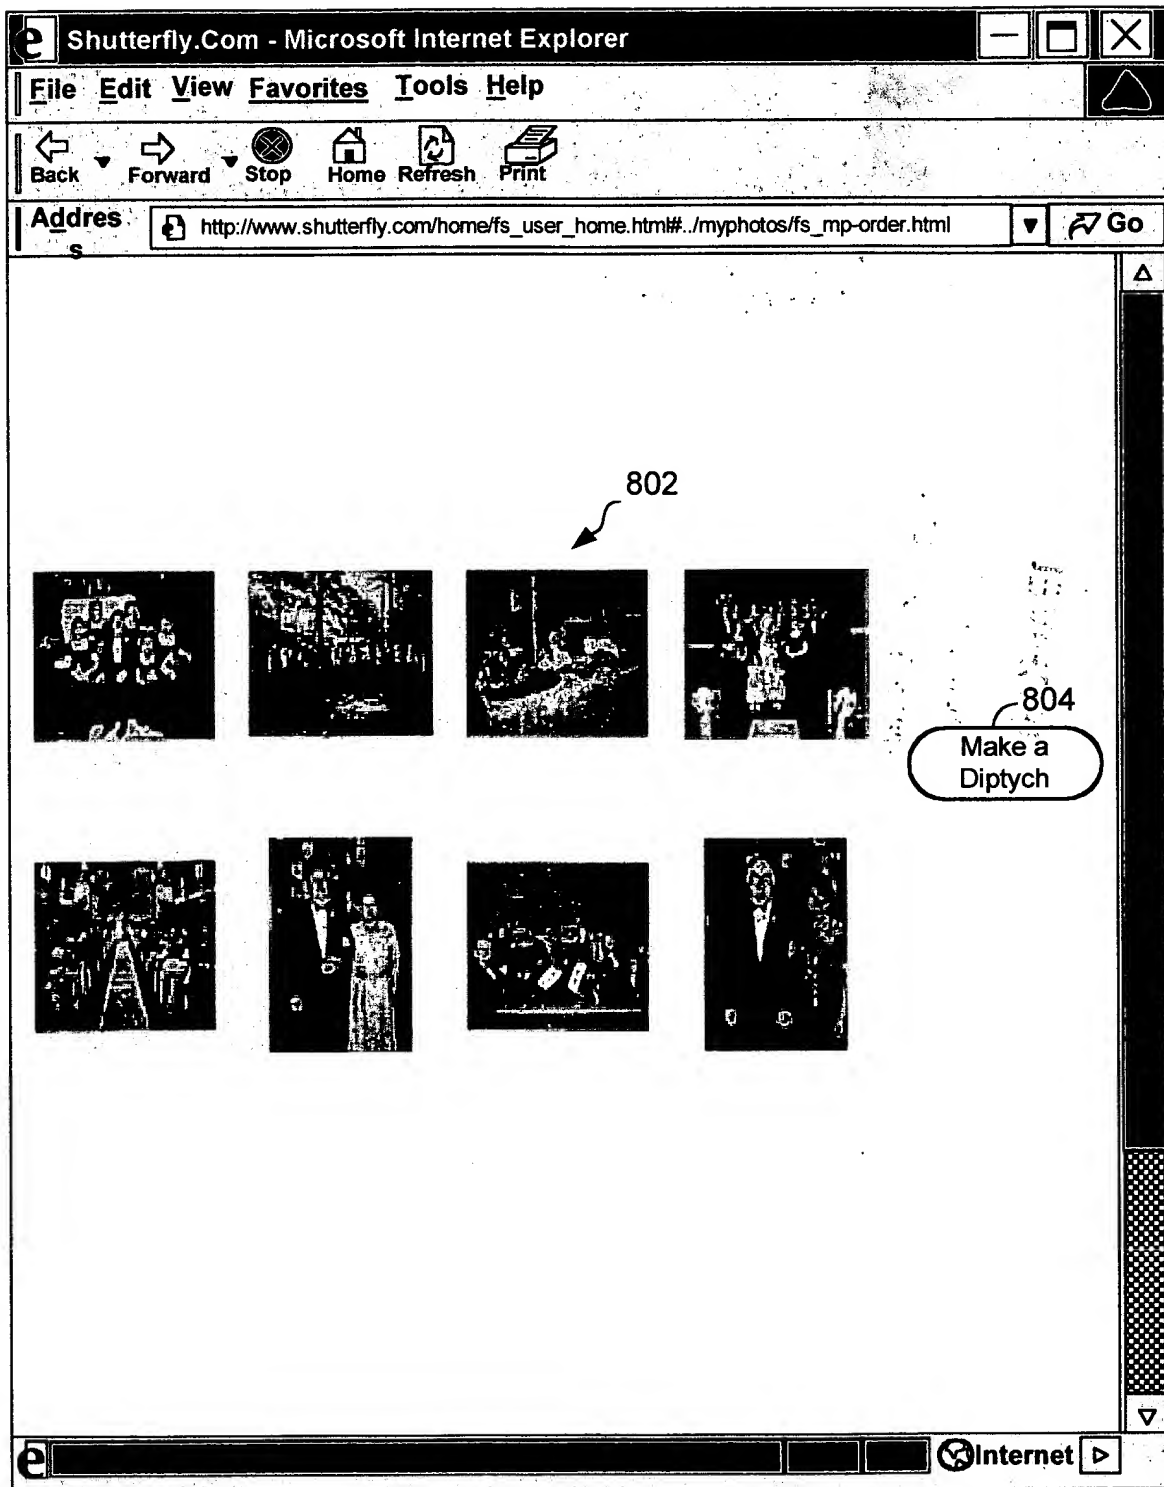 Shutterfly.Com - Microsoft Internet Explorer
File Edit View Favorites Tools Help
Back Forward Stop Home Refresh Print
Addres
s
http://www.shutterfly.com/home/fs_user_home.html#../myphotos/fs_mp-order.html
Go
802
804
Make a
Diptych
Internet